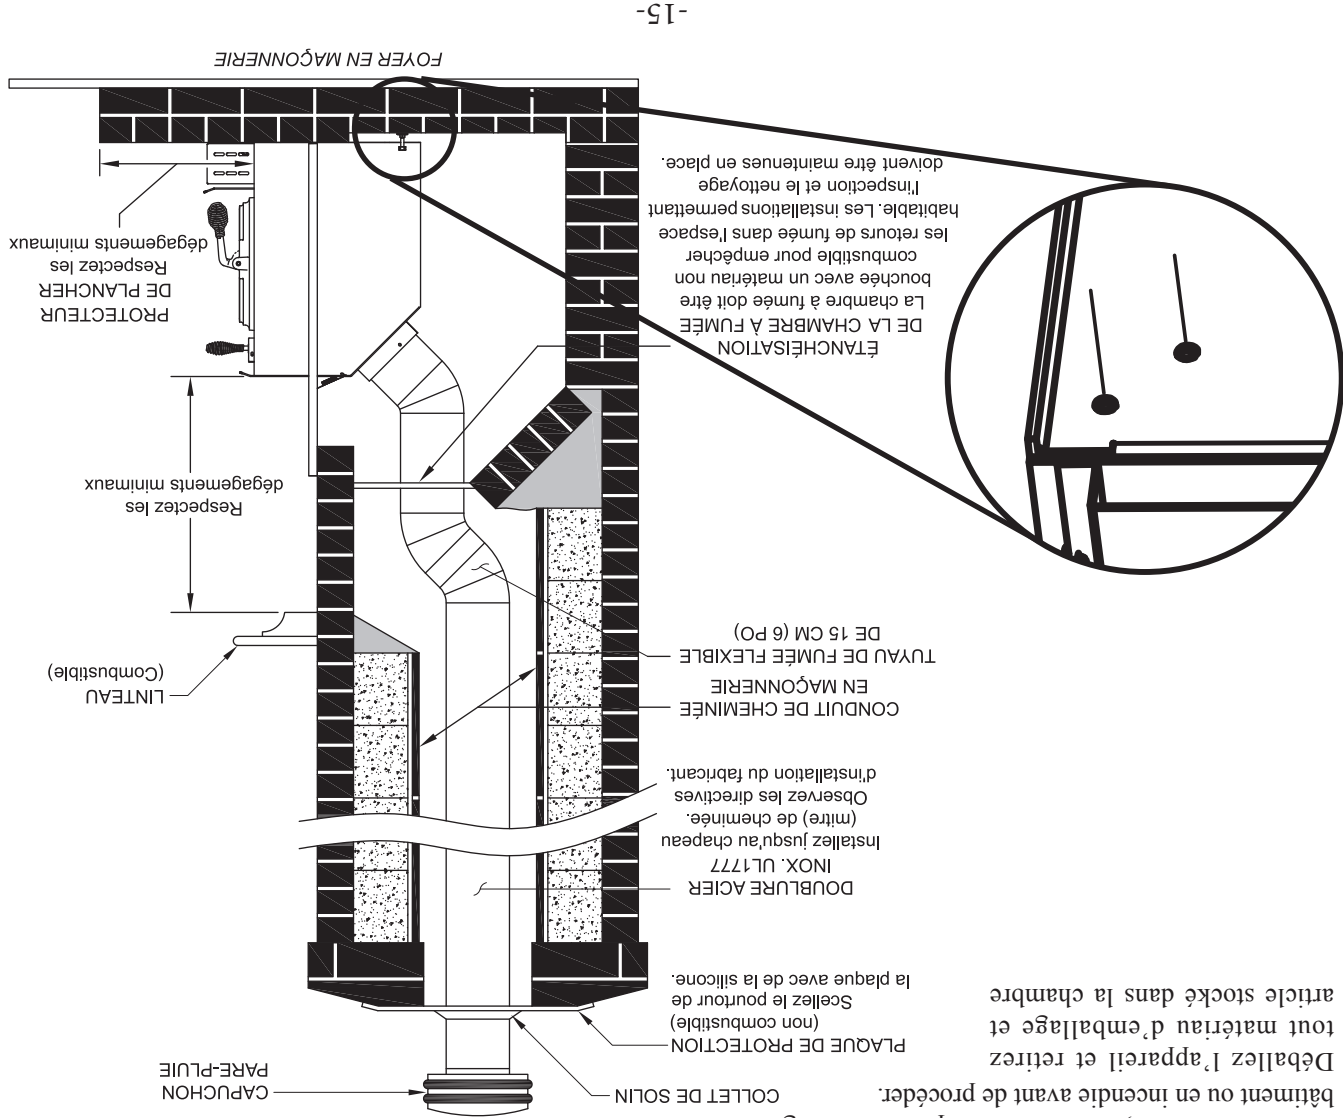 bâtiment ou en incendie avant de procéder.
Déballez l'appareil et retirez
tout matériau d'emballage et
article stocké dans la chambre
CAPUCHON
PARE-PLUIE
COLLET DE SOLIN
PLAQUE DE PROTECTION
(non combustible)
Scellez le pourtour de
la plaque avec de la silicone.
DOUBLURE ACIER
INOX. UL1777
Installez jusqu'au chapeau
(mitre) de cheminée.
Observez les directives
d'installation du fabricant.
CONDUIT DE CHEMINÉE
EN MAÇONNERIE
TUYAU DE FUMÉE FLEXIBLE
DE 15 CM (6 PO)
LINTEAU
(Combustible)
Respectez les
dégagements minimaux
ÉTANCHÉISATION
DE LA CHAMBRE À FUMÉE
La chambre à fumée doit être
bouchée avec un matériau non
combustible pour empêcher
les retours de fumée dans l'espace
habitable. Les installations permettant
l'inspection et le nettoyage
doivent être maintenues en place.
PROTECTEUR
DE PLANCHER
Respectez les
dégagements minimaux
FOYER EN MAÇONNERIE
-15-